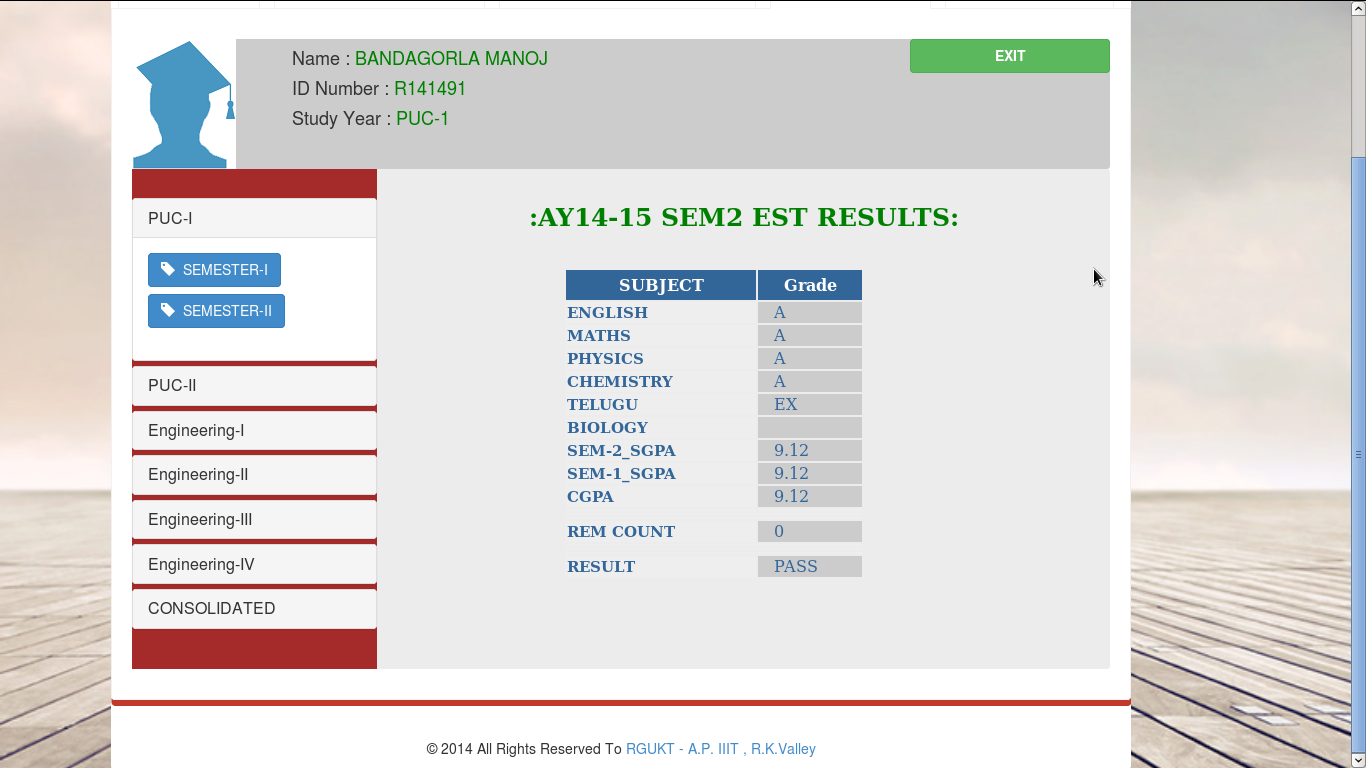 Name : BANDAGORLA MANOJ
EXIT
ID Number : R141491
Study Year : PUC-1
PUC-I
SEMESTER-I
SEMESTER-II
PUC-II
Engineering-I
Engineering-II
Engineering-III
Engineering-IV
CONSOLIDATED
:AY14-15 SEM2 EST RESULTS:
SUBJECT Grade
ENGLISH A
MATHS A
PHYSICS A
CHEMISTRY A
TELUGU EX
BIOLOGY
SEM-2_SGPA 9.12
SEM-1_SGPA 9.12
CGPA 9.12
REM COUNT 0
RESULT PASS
© 2014 All Rights Reserved To RGUKT - A.P. IIIT , R.K.Valley